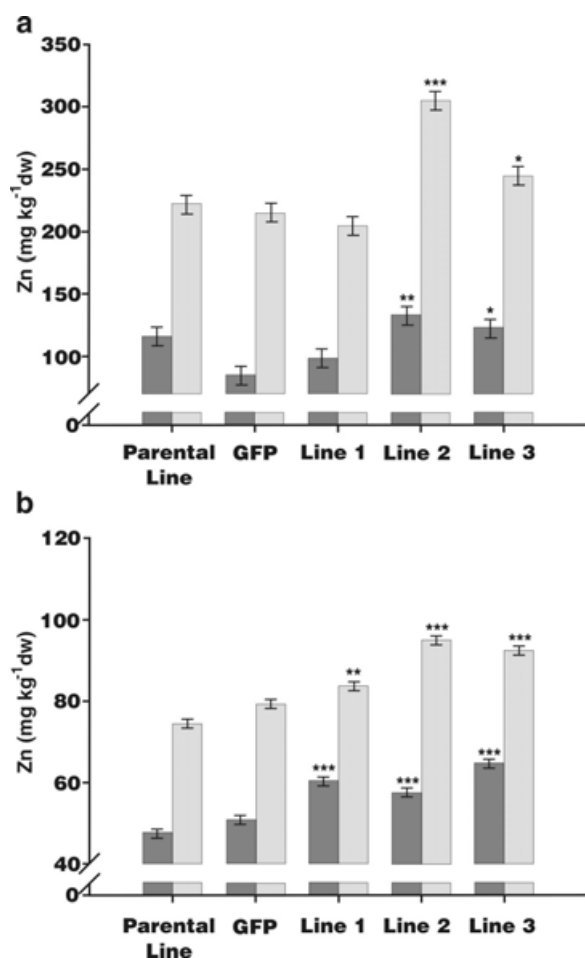 a
Zn (mg kg⁻¹dw)
350
300
250
200
150
100
0
***
*
**
*
Parental Line
GFP
Line 1
Line 2
Line 3
b
Zn (mg kg⁻¹dw)
120
100
80
60
40
0
***
**
***
***
***
***
Parental Line
GFP
Line 1
Line 2
Line 3